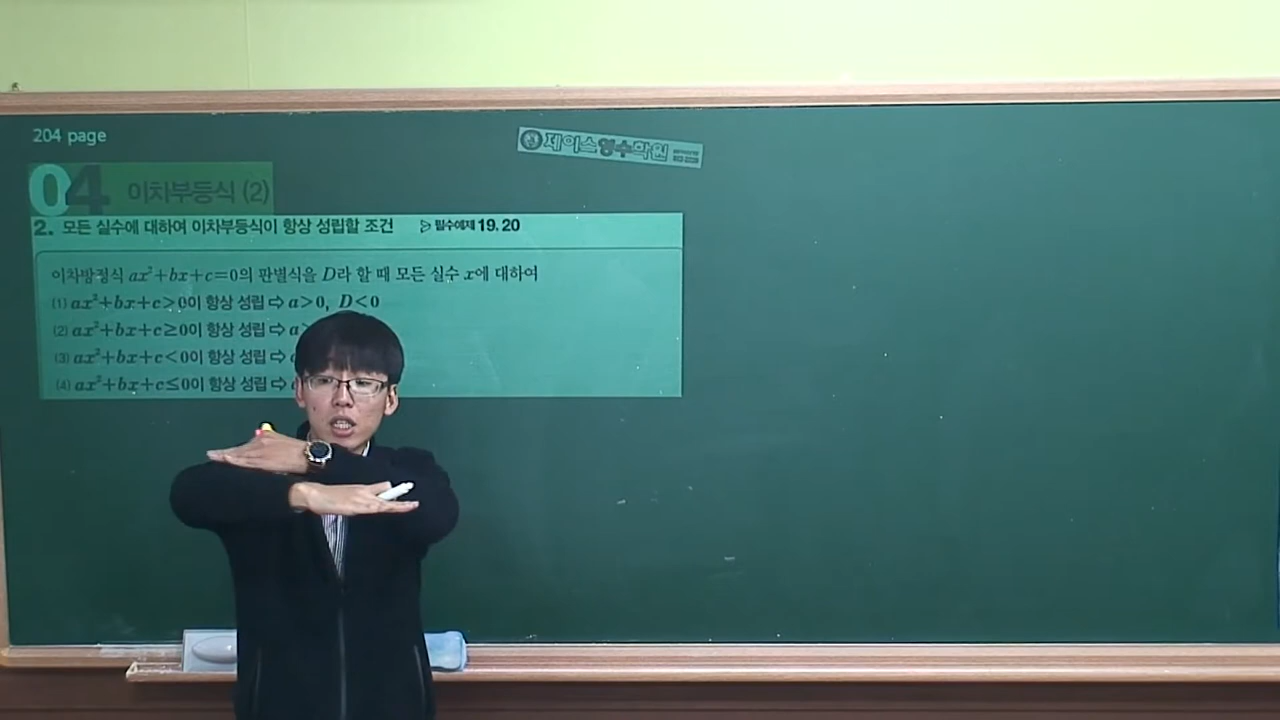 204 page
제이스영수학원
04 이차부등식 (2)
2. 모든 실수에 대하여 이차부등식이 항상 성립할 조건 ▷ 필수예제 19, 20
이차방정식 ax²+bx+c=0의 판별식을 D라 할 때 모든 실수 x에 대하여
(1) ax²+bx+c>0이 항상 성립 ⇨ a>0, D<0
(2) ax²+bx+c≥0이 항상 성립 ⇨ a>
(3) ax²+bx+c<0이 항상 성립 ⇨
(4) ax²+bx+c≤0이 항상 성립 ⇨